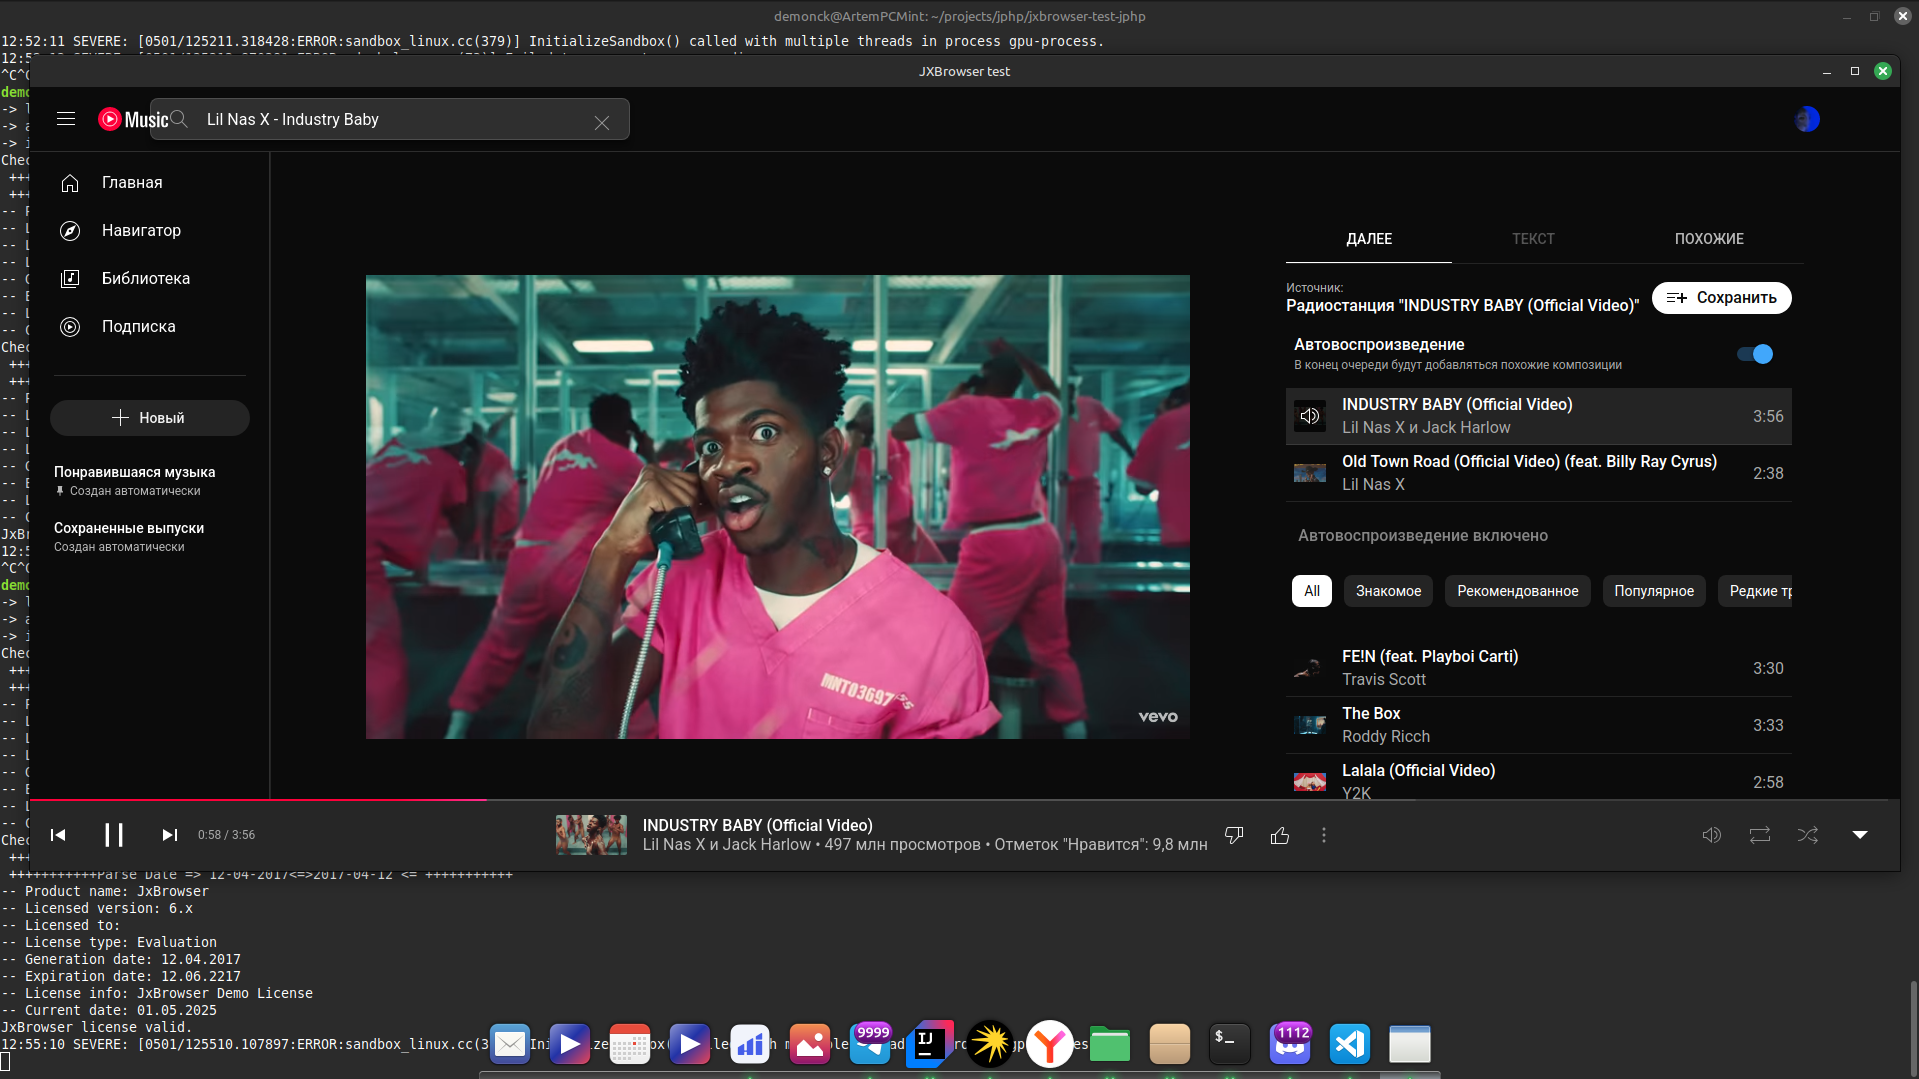 demonck@ArtemPCMint: ~/projects/jphp/jxbrowser-test-jphp
12:52:11 SEVERE: [0501/125211.318428:ERROR:sandbox_linux.cc(379)] InitializeSandbox() called with multiple threads in process gpu-process.
JXBrowser test
Music
Lil Nas X - Industry Baby
Главная
Навигатор
Библиотека
Подписка
Новый
Понравившаяся музыка
Создан автоматически
Сохраненные выпуски
Создан автоматически
MNT03697
vevo
ДАЛЕЕ
ТЕКСТ
ПОХОЖИЕ
Источник:
Радиостанция "INDUSTRY BABY (Official Video)"
Сохранить
Автовоспроизведение
В конец очереди будут добавляться похожие композиции
INDUSTRY BABY (Official Video)
Lil Nas X и Jack Harlow
3:56
Old Town Road (Official Video) (feat. Billy Ray Cyrus)
Lil Nas X
2:38
Автовоспроизведение включено
All
Знакомое
Рекомендованное
Популярное
Редкие тр
FE!N (feat. Playboi Carti)
Travis Scott
3:30
The Box
Roddy Ricch
3:33
Lalala (Official Video)
Y2K
2:58
0:58 / 3:56
INDUSTRY BABY (Official Video)
Lil Nas X и Jack Harlow • 497 млн просмотров • Отметок "Нравится": 9,8 млн
+++++++++++Parse Date => 12-04-2017<=>2017-04-12 <= +++++++++++
-- Product name: JxBrowser
-- Licensed version: 6.x
-- Licensed to:
-- License type: Evaluation
-- Generation date: 12.04.2017
-- Expiration date: 12.06.2217
-- License info: JxBrowser Demo License
-- Current date: 01.05.2025
JxBrowser license valid.
12:55:10 SEVERE: [0501/125510.107897:ERROR:sandbox_linux.cc(3
9999
IJ
$_
1112